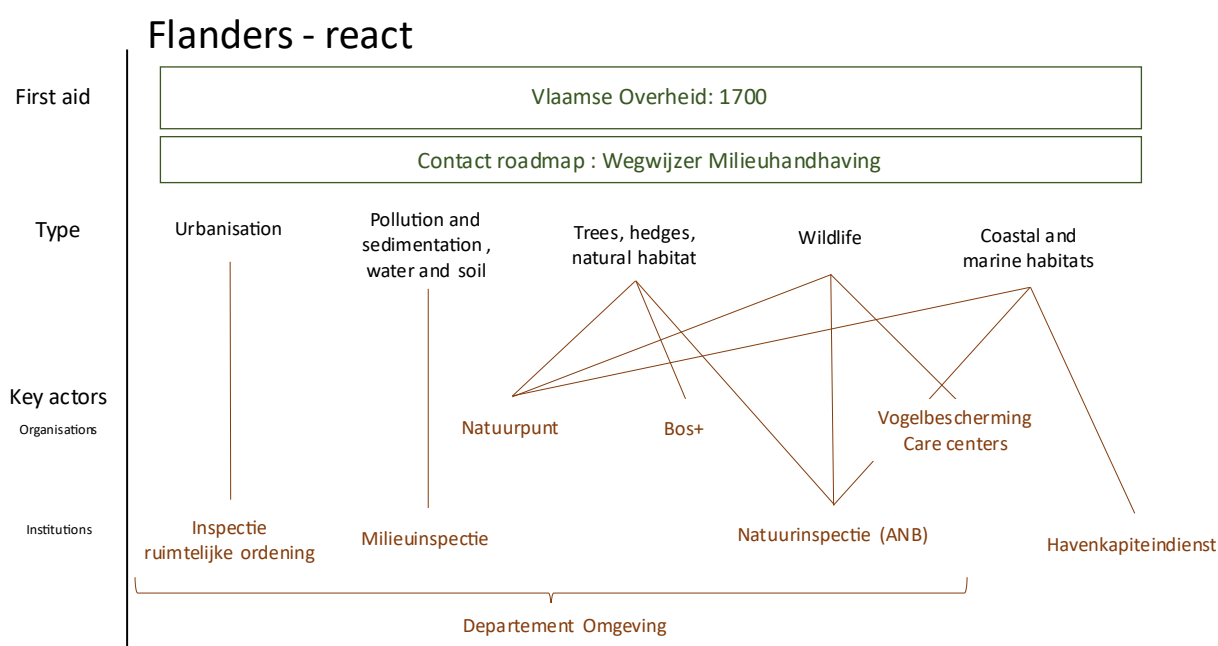 Flanders - react
First aid
Vlaamse Overheid: 1700
Contact roadmap : Wegwijzer Milieuhandhaving
Type
Urbanisation
Pollution and
sedimentation ,
water and soil
Trees, hedges,
natural habitat
Wildlife
Coastal and
marine habitats
Key actors
Organisations
Natuurpunt
Bos+
Vogelbescherming
Care centers
Institutions
Inspectie
ruimtelijke ordening
Milieuinspectie
Natuurinspectie (ANB)
Havenkapiteindienst
Departement Omgeving